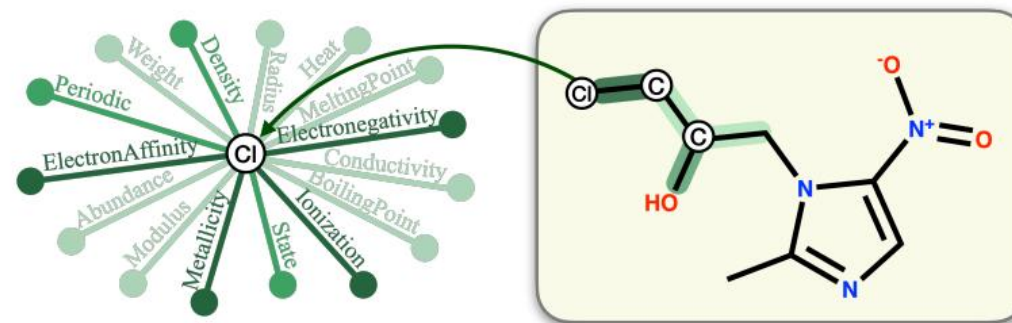 Weight
Density
Radius
Heat
MeltingPoint
Periodic
Electronegativity
ElectronAffinity
Cl
Conductivity
Abundance
BoilingPoint
Modulus
Metallicity
State
Ionization
Cl
C
C
HO
-O
N+
O
N
N